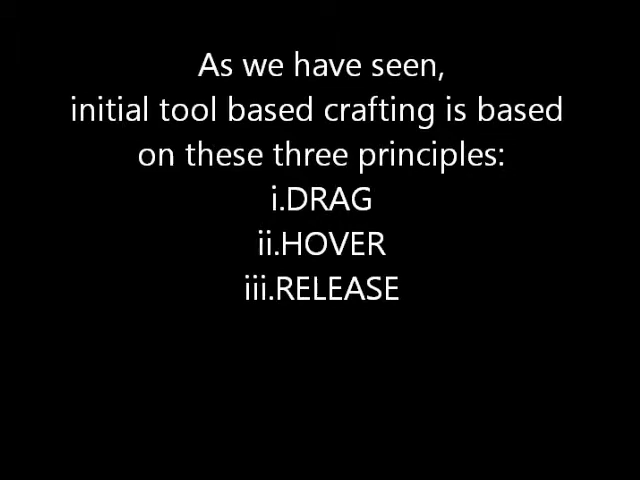 As we have seen,
initial tool based crafting is based
on these three principles:
i.DRAG
ii.HOVER
iii.RELEASE